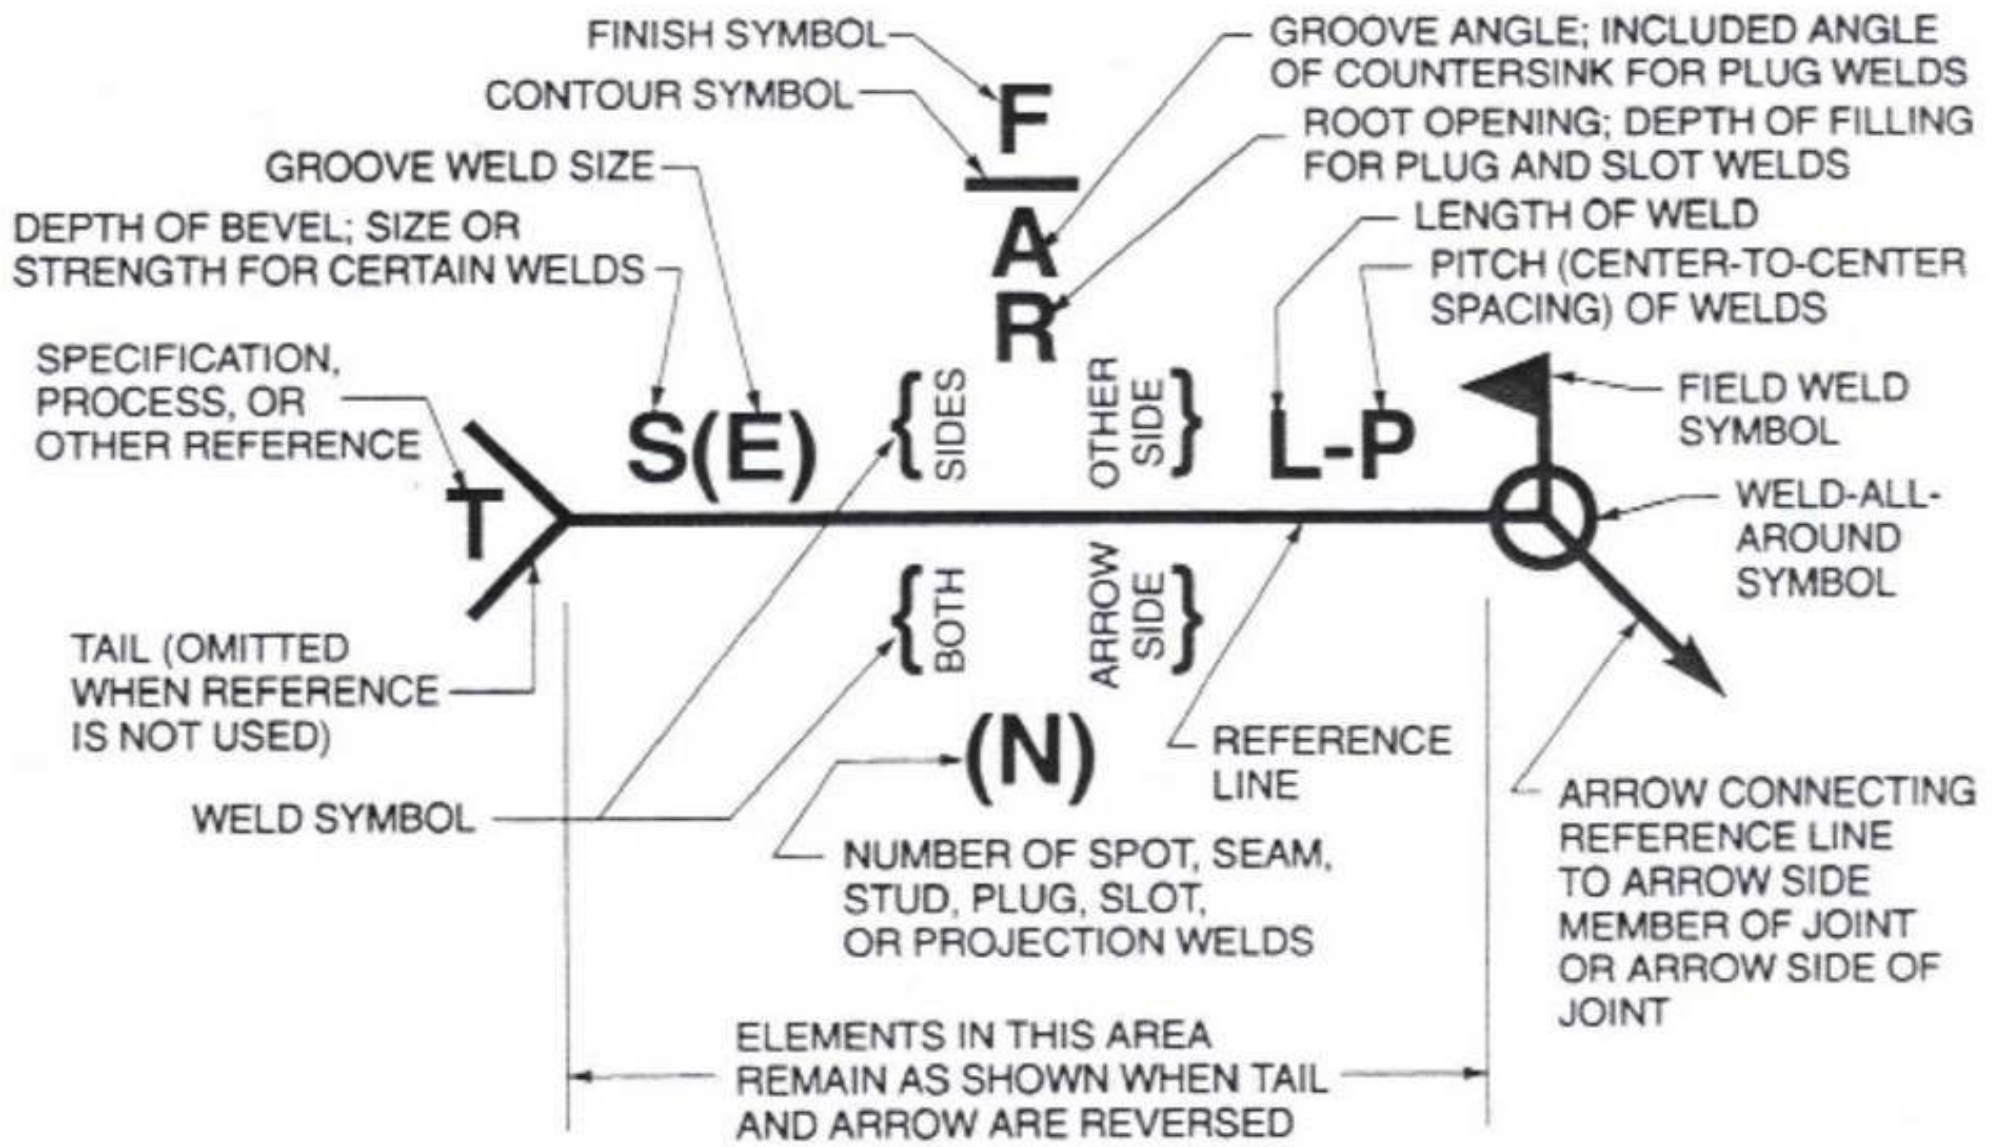 FINISH SYMBOL
CONTOUR SYMBOL
GROOVE WELD SIZE
DEPTH OF BEVEL; SIZE OR
STRENGTH FOR CERTAIN WELDS
SPECIFICATION,
PROCESS, OR
OTHER REFERENCE
F
A
R
GROOVE ANGLE; INCLUDED ANGLE
OF COUNTERSINK FOR PLUG WELDS
ROOT OPENING; DEPTH OF FILLING
FOR PLUG AND SLOT WELDS
LENGTH OF WELD
PITCH (CENTER-TO-CENTER
SPACING) OF WELDS
FIELD WELD
SYMBOL
WELD-ALL-
AROUND
SYMBOL
T
S(E)
SIDES
OTHER
SIDE
L-P
BOTH
ARROW
SIDE
(N)
TAIL (OMITTED
WHEN REFERENCE
IS NOT USED)
WELD SYMBOL
REFERENCE
LINE
NUMBER OF SPOT, SEAM,
STUD, PLUG, SLOT,
OR PROJECTION WELDS
ARROW CONNECTING
REFERENCE LINE
TO ARROW SIDE
MEMBER OF JOINT
OR ARROW SIDE OF
JOINT
ELEMENTS IN THIS AREA
REMAIN AS SHOWN WHEN TAIL
AND ARROW ARE REVERSED